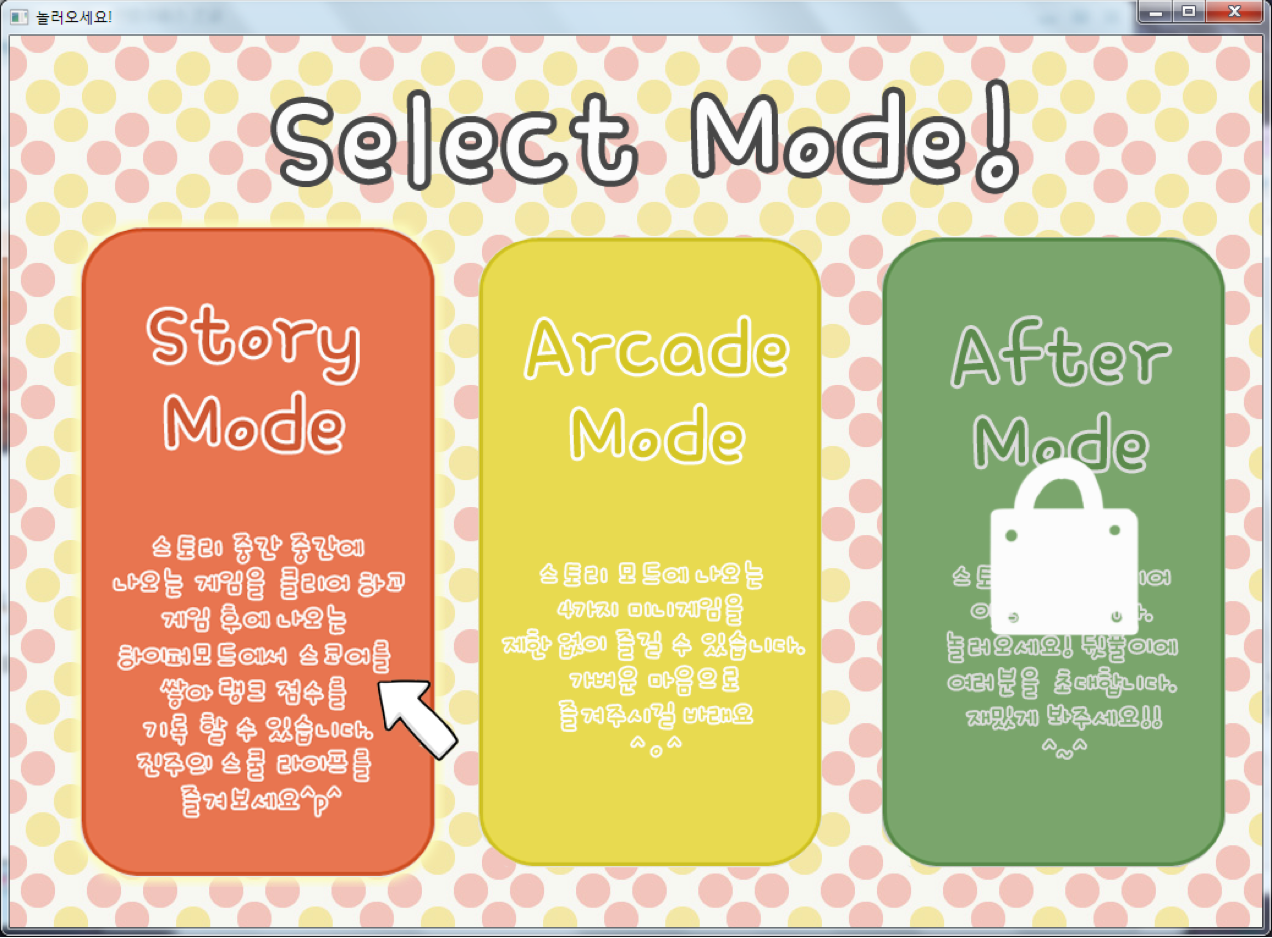 놀러오세요!
Select Mode!
Story
Mode
스토리 중간 중간에
나오는 게임을 클리어 하고
게임 후에 나오는
하이퍼모드에서 스코어를
쌓아 랭크 점수를
기록 할 수 있습니다.
진주의 스쿨 라이프를
즐겨보세요^p^
Arcade
Mode
스토리 모드에 나오는
4가지 미니게임을
제한 없이 즐길 수 있습니다.
가벼운 마음으로
즐겨주시길 바래요
^o^
After
Mode
놀러오세요! 뒷풀이에
여러분을 초대합니다.
재밌게 봐주세요!!
^~^